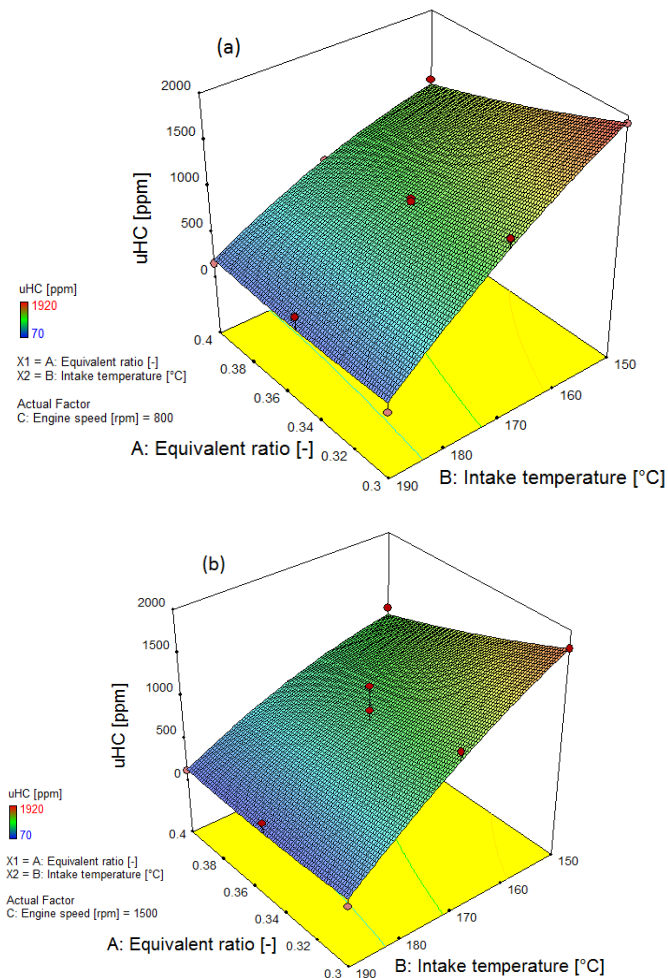 (a)
2000
1500
1000
500
0
uHC [ppm]
uHC [ppm]
1920
70
X1 = A: Equivalent ratio [-]
X2 = B: Intake temperature [°C]
Actual Factor
C: Engine speed [rpm] = 800
0.4
0.38
0.36
0.34
0.32
0.3
A: Equivalent ratio [-]
150
160
170
180
190
B: Intake temperature [°C]
(b)
2000
1500
1000
500
0
uHC [ppm]
uHC [ppm]
1920
70
X1 = A: Equivalent ratio [-]
X2 = B: Intake temperature [°C]
Actual Factor
C: Engine speed [rpm] = 1500
0.4
0.38
0.36
0.34
0.32
0.3
A: Equivalent ratio [-]
150
160
170
180
190
B: Intake temperature [°C]